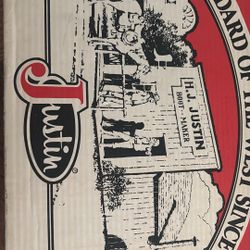 STANDARD OF THE WEST SINCE
H.J. JUSTIN
BOOT MAKER
Justin
®